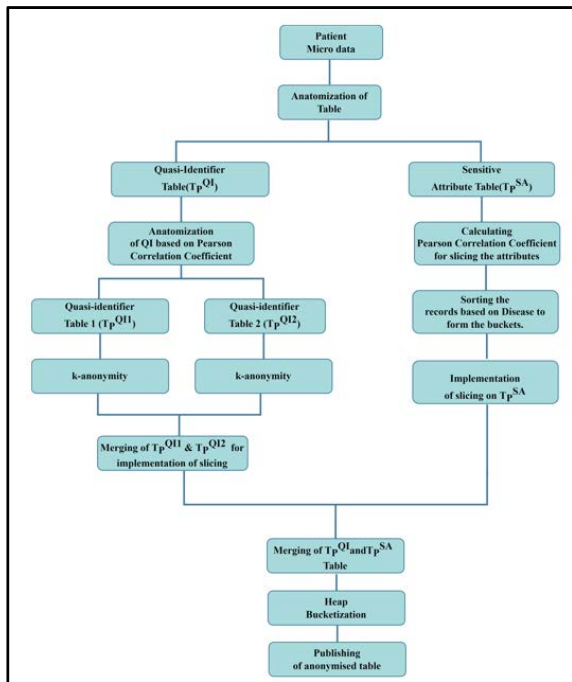 Patient
Micro data
Anatomization of
Table
Quasi-Identifier
Table(TP^QI)
Sensitive
Attribute Table(TP^SA)
Anatomization
of QI based on Pearson
Correlation Coefficient
Calculating
Pearson Correlation Coefficient
for slicing the attributes
Quasi-identifier
Table 1 (TP^QI1)
Quasi-identifier
Table 2 (TP^QI2)
Sorting the
records based on Disease to
form the buckets.
k-anonymity
k-anonymity
Implementation
of slicing on TP^SA
Merging of TP^QI1 & TP^QI2 for
implementation of slicing
Merging of TP^QIandTP^SA
Table
Heap
Bucketization
Publishing
of anonymised table